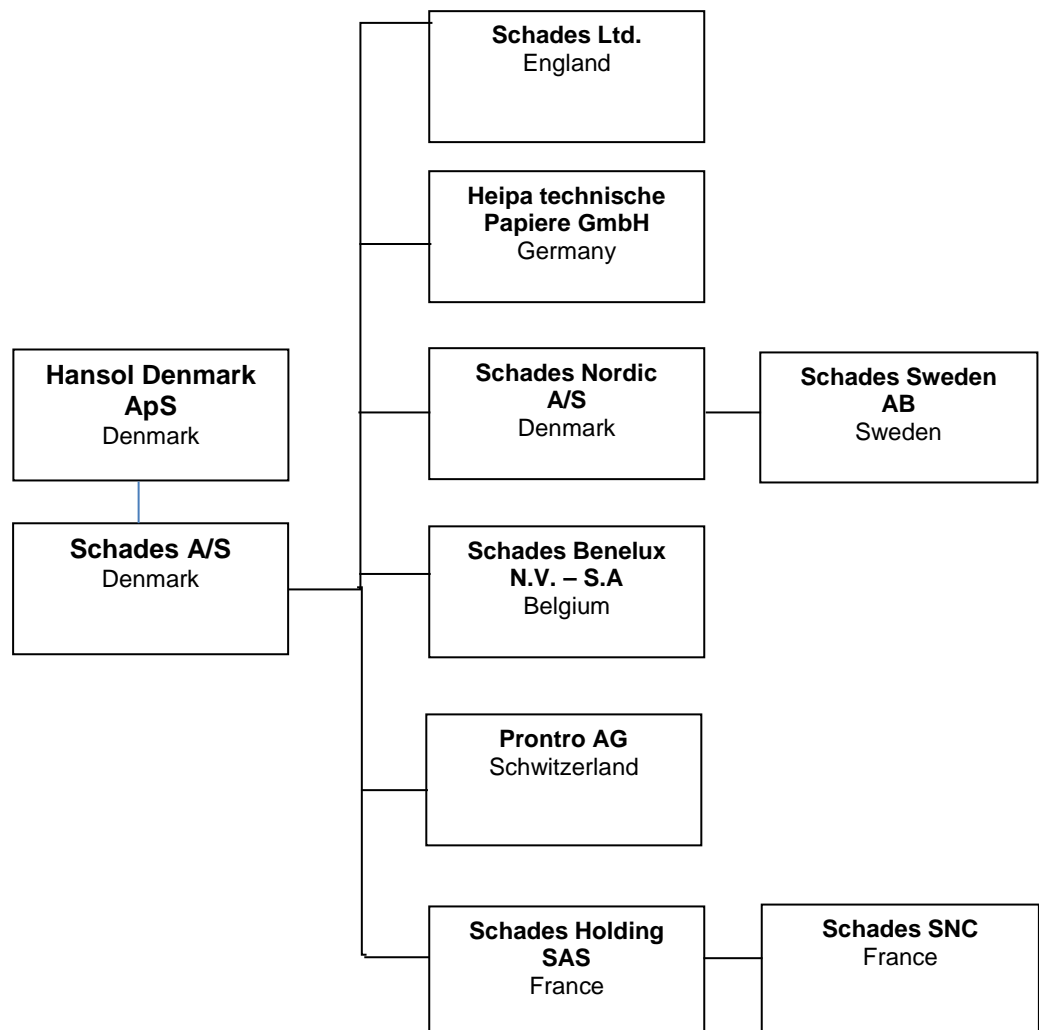 Schades Ltd.
England
Heipa technische
Papiere GmbH
Germany
Hansol Denmark
ApS
Denmark
Schades Nordic
A/S
Denmark
Schades Sweden
AB
Sweden
Schades A/S
Denmark
Schades Benelux
N.V. – S.A
Belgium
Prontro AG
Schwitzerland
Schades Holding
SAS
France
Schades SNC
France